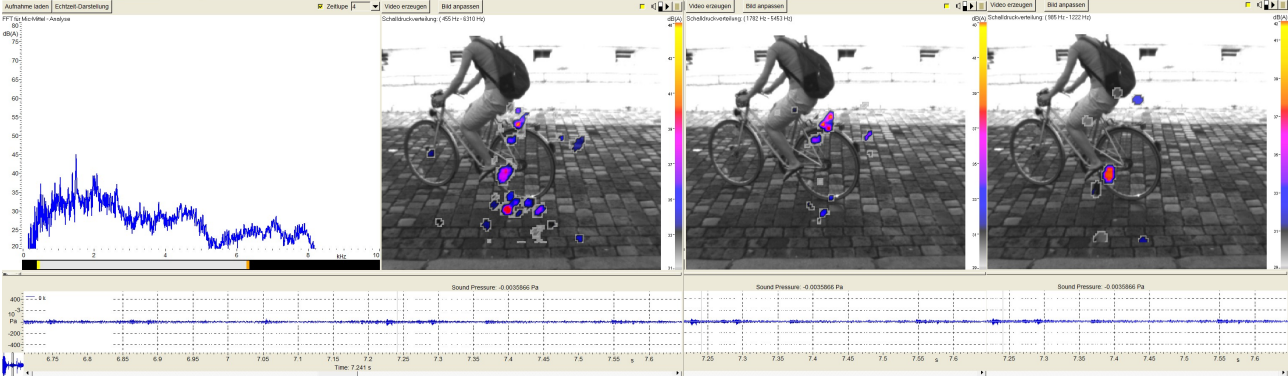 Aufnahme laden Echtzeit-Darstellung Zeitlupe 4 Video erzeugen Bild anpassen Video erzeugen Bild anpassen Video erzeugen Bild anpassen
FFT für Mic-Mittel - Analyse
dB(A)
80
75
70
65
60
55
50
45
40
35
30
25
20
0 2 4 6 8 kHz 10
Schalldruckverteilung: ( 455 Hz - 6310 Hz)
dB(A)
Schalldruckverteilung: ( 1782 Hz - 5453 Hz)
dB(A)
Schalldruckverteilung: ( 985 Hz - 1222 Hz)
dB(A)
Sound Pressure: -0.0035866 Pa
400
10 -3
Pa
-200
-400
6.75 6.8 6.85 6.9 6.95 7 7.05 7.1 7.15 7.2 7.25 7.3 7.35 7.4 7.45 7.5 7.55 s 7.6
Time: 7.241 s
Sound Pressure: -0.0035866 Pa
7.25 7.3 7.35 7.4 7.45 7.5 7.55 s 7.6
Sound Pressure: -0.0035866 Pa
7.25 7.3 7.35 7.4 7.45 7.5 7.55 s 7.6